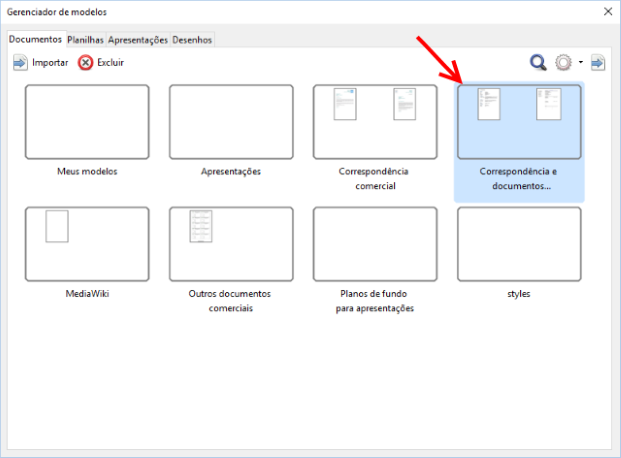 Gerenciador de modelos
Documentos Planilhas Apresentações Desenhos
Importar Excluir
Meus modelos
Apresentações
Correspondência
comercial
Correspondência e
documentos...
MediaWiki
Outros documentos
comerciais
Planos de fundo
para apresentações
styles